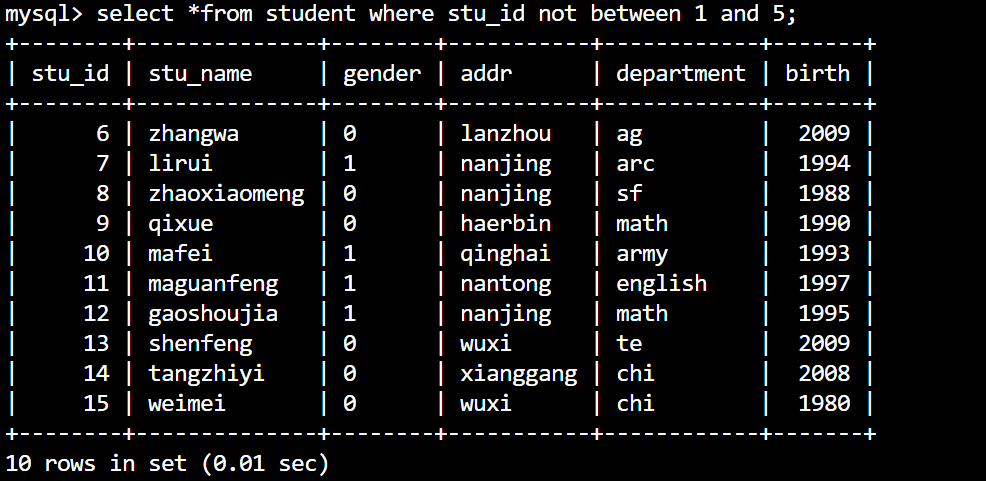 mysql> select *from student where stu_id not between 1 and 5;
+--------+--------------+--------+-----------+------------+-------+
| stu_id | stu_name     | gender | addr      | department | birth |
+--------+--------------+--------+-----------+------------+-------+
|      6 | zhangwa      | 0      | lanzhou   | ag         |  2009 |
|      7 | lirui        | 1      | nanjing   | arc        |  1994 |
|      8 | zhaoxiaomeng | 0      | nanjing   | sf         |  1988 |
|      9 | qixue        | 0      | haerbin   | math       |  1990 |
|     10 | mafei        | 1      | qinghai   | army       |  1993 |
|     11 | maguanfeng   | 1      | nantong   | english    |  1997 |
|     12 | gaoshoujia   | 1      | nanjing   | math       |  1995 |
|     13 | shenfeng     | 0      | wuxi      | te         |  2009 |
|     14 | tangzhiyi    | 0      | xianggang | chi        |  2008 |
|     15 | weimei       | 0      | wuxi      | chi        |  1980 |
+--------+--------------+--------+-----------+------------+-------+
10 rows in set (0.01 sec)